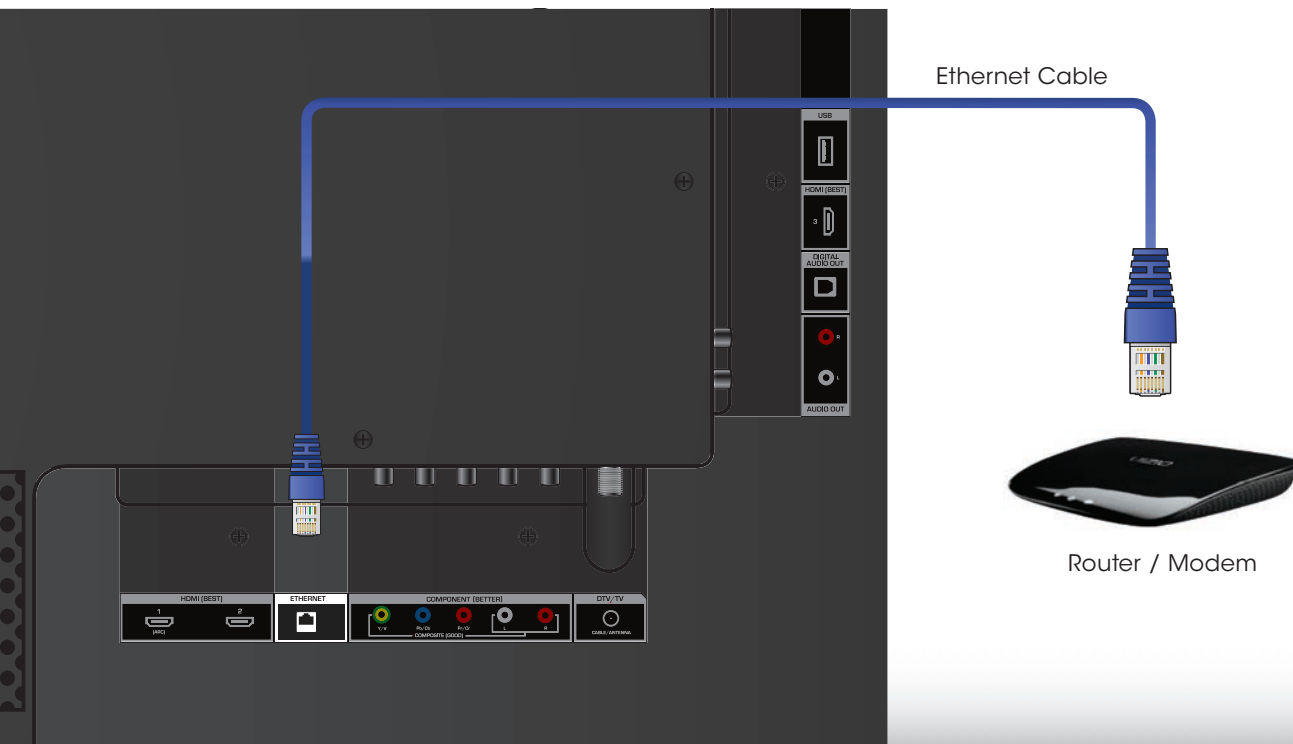 Ethernet Cable
USB
HDMI (BEST)
3
DIGITAL
AUDIO OUT
R
L
AUDIO OUT
VIZIO
Router / Modem
HDMI (BEST)
1
2
(ARC)
ETHERNET
COMPONENT (BETTER)
Y/V
Pb/Cb
Pr/Cr
L
R
COMPOSITE (GOOD)
DTV/TV
CABLE/ANTENNA